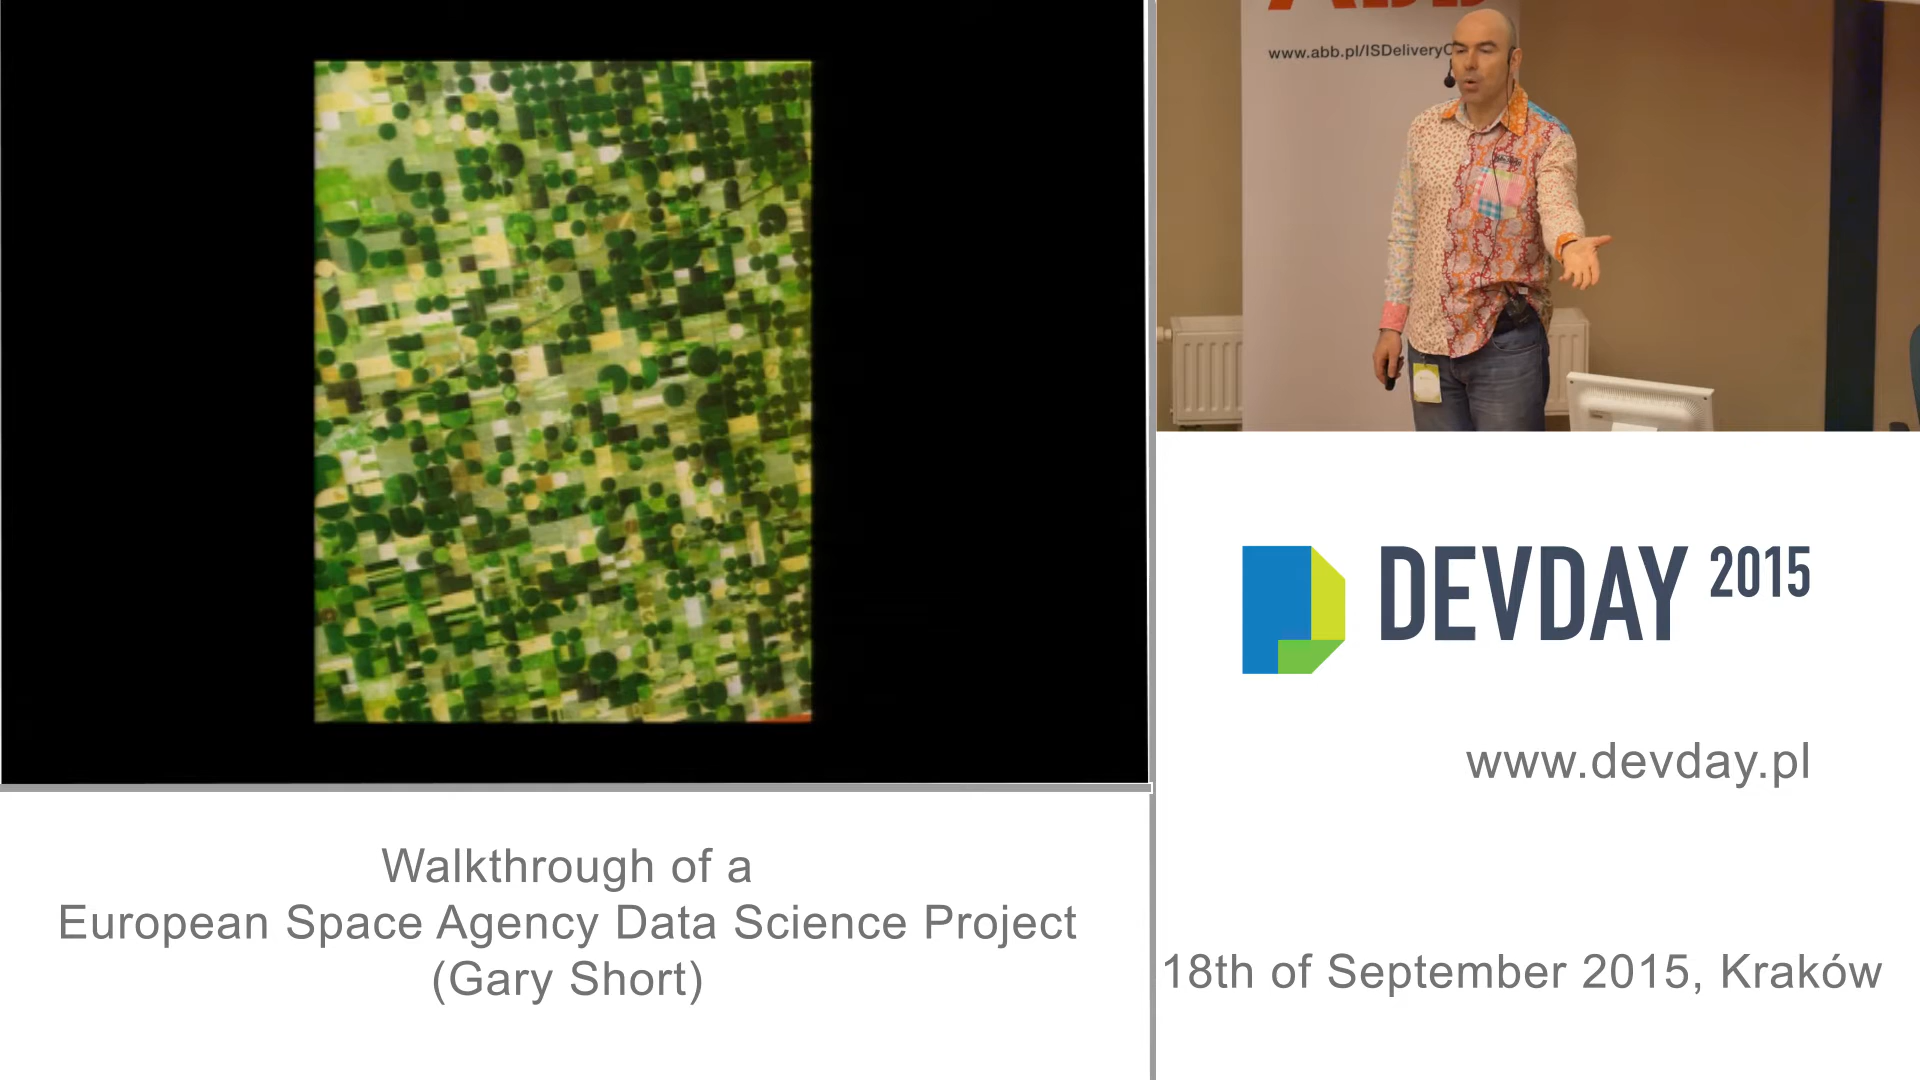 www.abb.pl/ISDeliveryC
DEVDAY 2015
www.devday.pl
Walkthrough of a
European Space Agency Data Science Project
(Gary Short)
18th of September 2015, Kraków